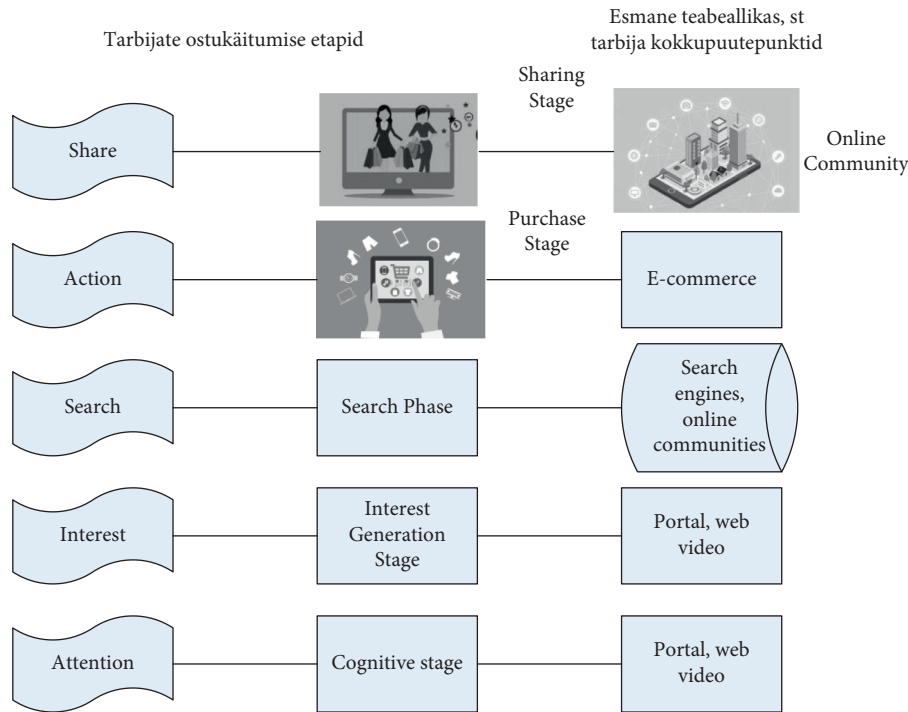 Tarbijate ostukäitumise etapid
Esmane teabeallikas, st
tarbija kokkupuutepunktid
Share
Sharing
Stage
Online
Community
Action
Purchase
Stage
E-commerce
Search
Search Phase
Search
engines,
online
communities
Interest
Interest
Generation
Stage
Portal, web
video
Attention
Cognitive stage
Portal, web
video